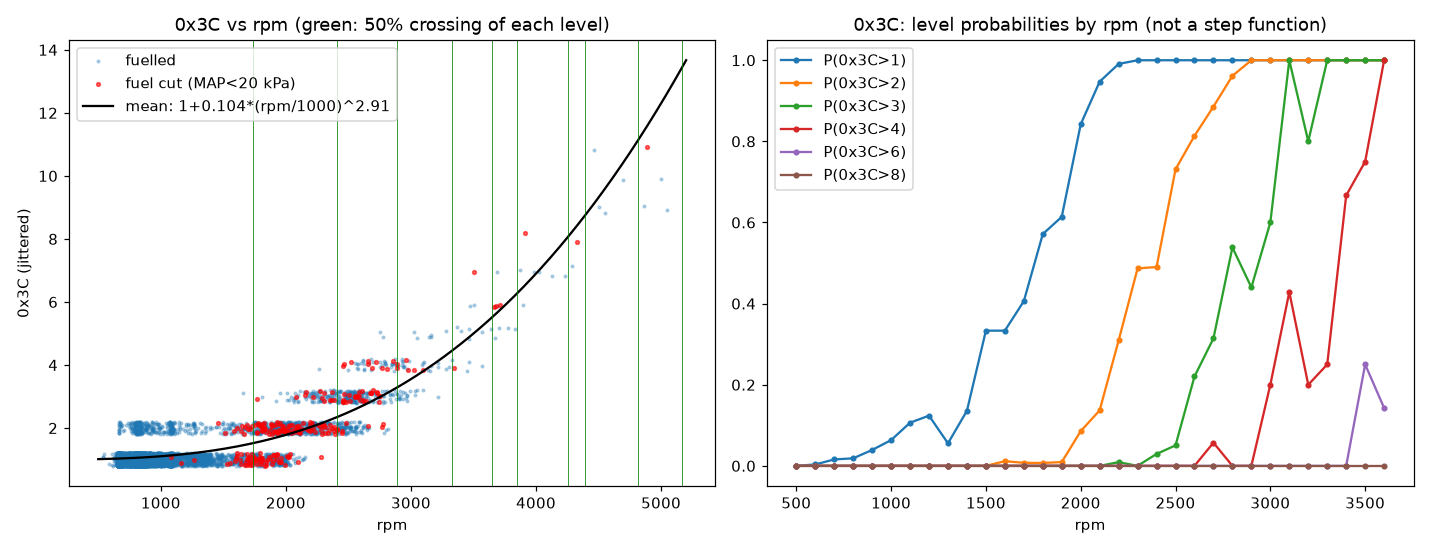 0x3C vs rpm (green: 50% crossing of each level)
14
12
10
8
6
4
2
0x3C (jittered)
fuelled
fuel cut (MAP<20 kPa)
mean: 1+0.104*(rpm/1000)^2.91
1000 2000 3000 4000 5000
rpm
0x3C: level probabilities by rpm (not a step function)
1.0
0.8
0.6
0.4
0.2
0.0
P(0x3C>1)
P(0x3C>2)
P(0x3C>3)
P(0x3C>4)
P(0x3C>6)
P(0x3C>8)
500 1000 1500 2000 2500 3000 3500
rpm